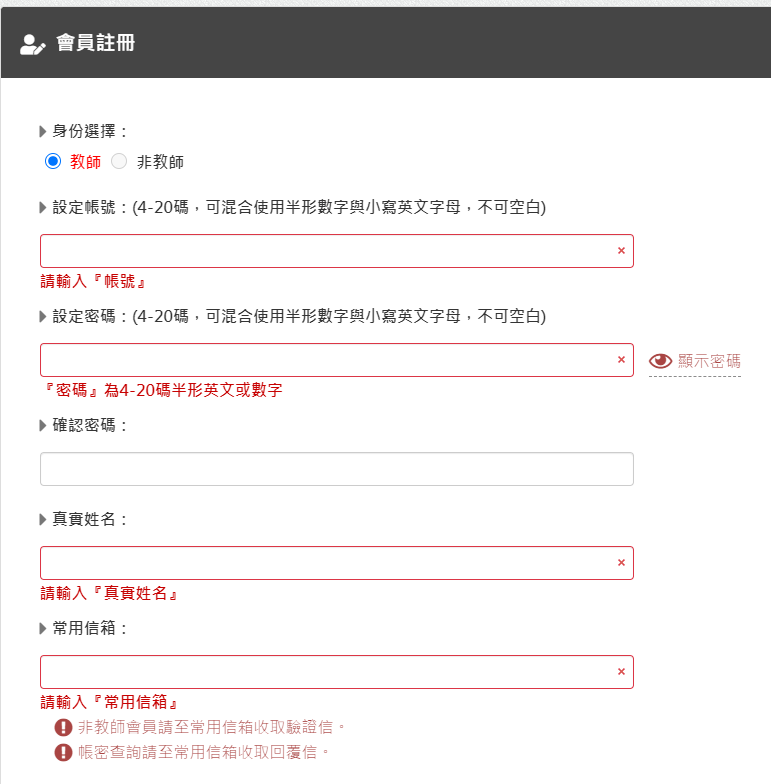 會員註冊
身份選擇：
教師 非教師
設定帳號：(4-20碼，可混合使用半形數字與小寫英文字母，不可空白)
×
請輸入『帳號』
設定密碼：(4-20碼，可混合使用半形數字與小寫英文字母，不可空白)
× 顯示密碼
『密碼』為4-20碼半形英文或數字
確認密碼：
真實姓名：
×
請輸入『真實姓名』
常用信箱：
×
請輸入『常用信箱』
非教師會員請至常用信箱收取驗證信。
帳密查詢請至常用信箱收取回覆信。